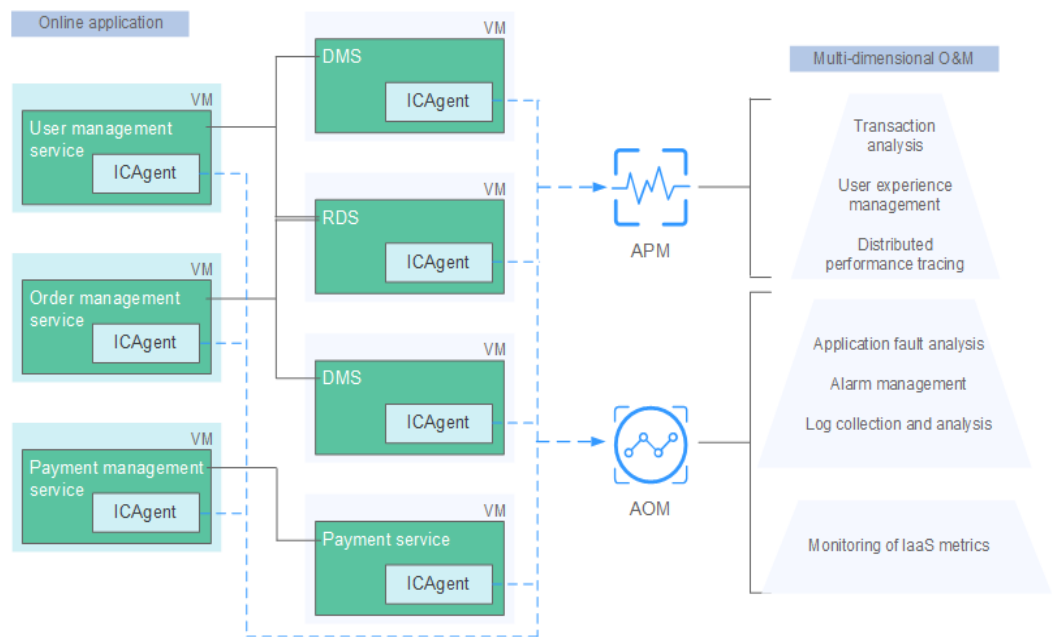 Online application
VM
User management
service
ICAgent
VM
Order management
service
ICAgent
VM
Payment management
service
ICAgent
VM
DMS
ICAgent
VM
RDS
ICAgent
VM
DMS
ICAgent
VM
Payment service
ICAgent
APM
AOM
Multi-dimensional O&M
Transaction
analysis
User experience
management
Distributed
performance tracing
Application fault analysis
Alarm management
Log collection and analysis
Monitoring of IaaS metrics